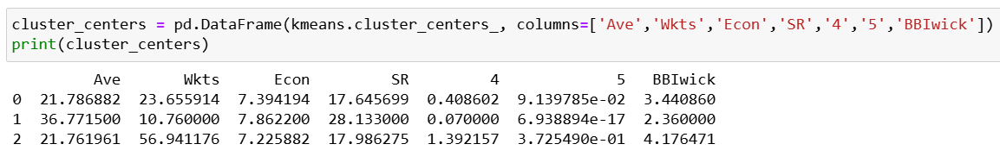 cluster_centers = pd.DataFrame(kmeans.cluster_centers_, columns=['Ave','Wkts','Econ','SR','4','5','BBIwick'])
print(cluster_centers)
Ave Wkts Econ SR 4 5 BBIwick
0 21.786882 23.655914 7.394194 17.645699 0.408602 9.139785e-02 3.440860
1 36.771500 10.760000 7.862200 28.133000 0.070000 6.938894e-17 2.360000
2 21.761961 56.941176 7.225882 17.986275 1.392157 3.725490e-01 4.176471